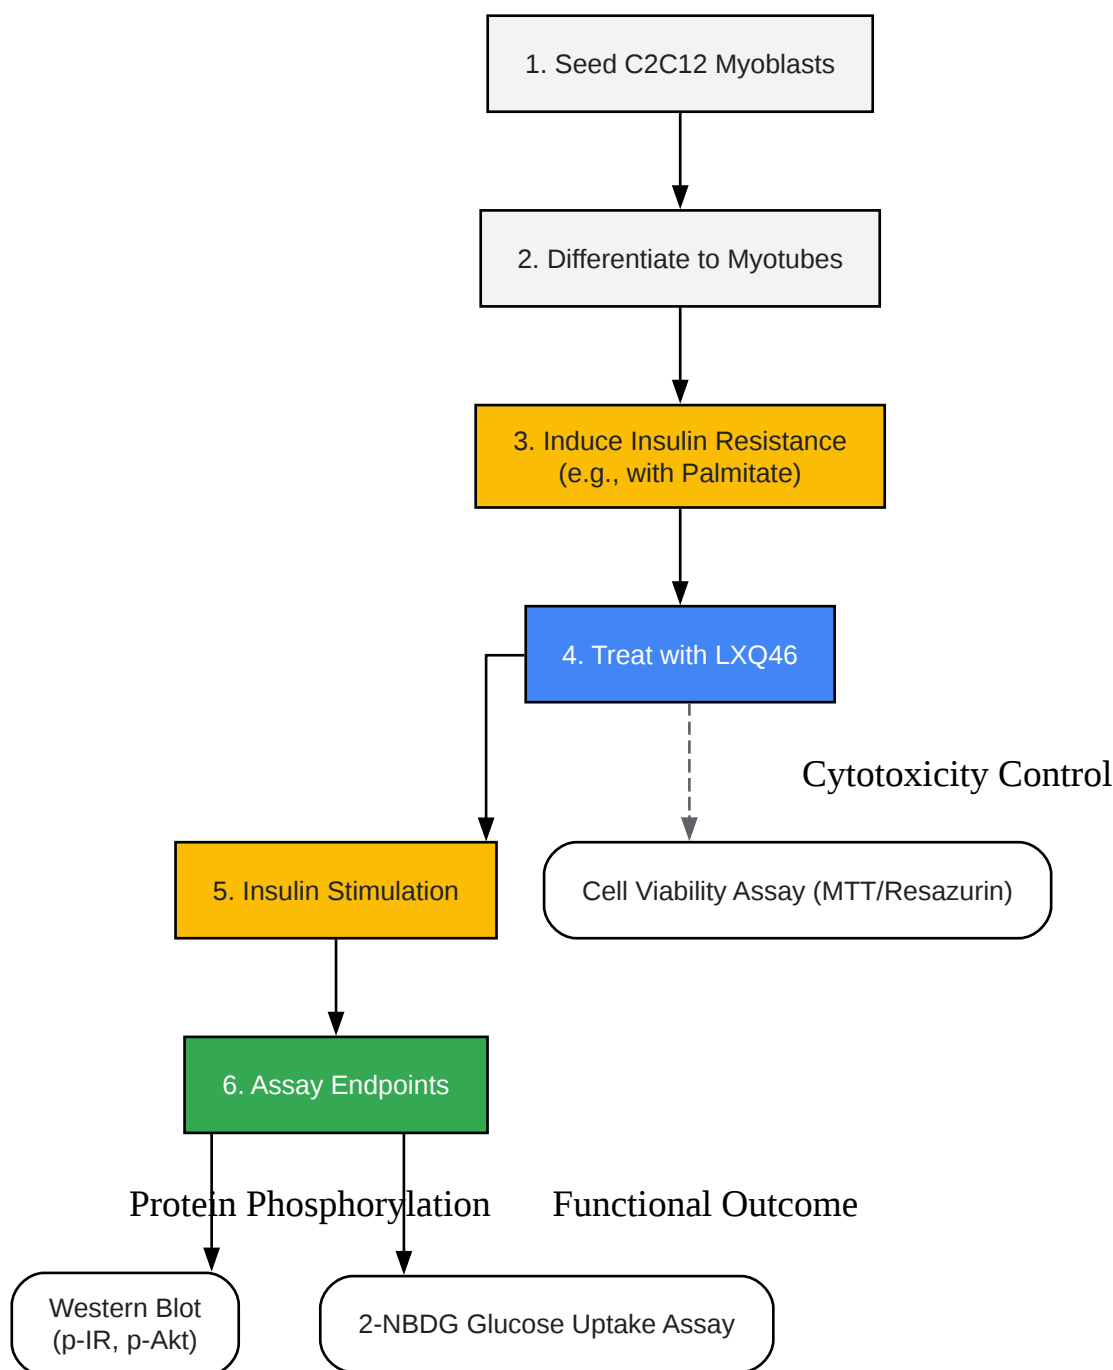 1. Seed C2C12 Myoblasts
2. Differentiate to Myotubes
3. Induce Insulin Resistance
(e.g., with Palmitate)
4. Treat with LXQ46
Cytotoxicity Control
5. Insulin Stimulation
Cell Viability Assay (MTT/Resazurin)
6. Assay Endpoints
Protein Phosphorylation
Functional Outcome
Western Blot
(p-IR, p-Akt)
2-NBDG Glucose Uptake Assay